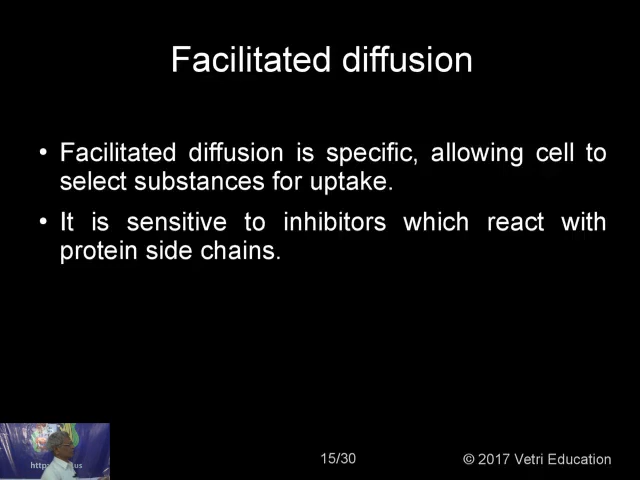 Facilitated diffusion
• Facilitated diffusion is specific, allowing cell to
select substances for uptake.
• It is sensitive to inhibitors which react with
protein side chains.
15/30
© 2017 Vetri Education